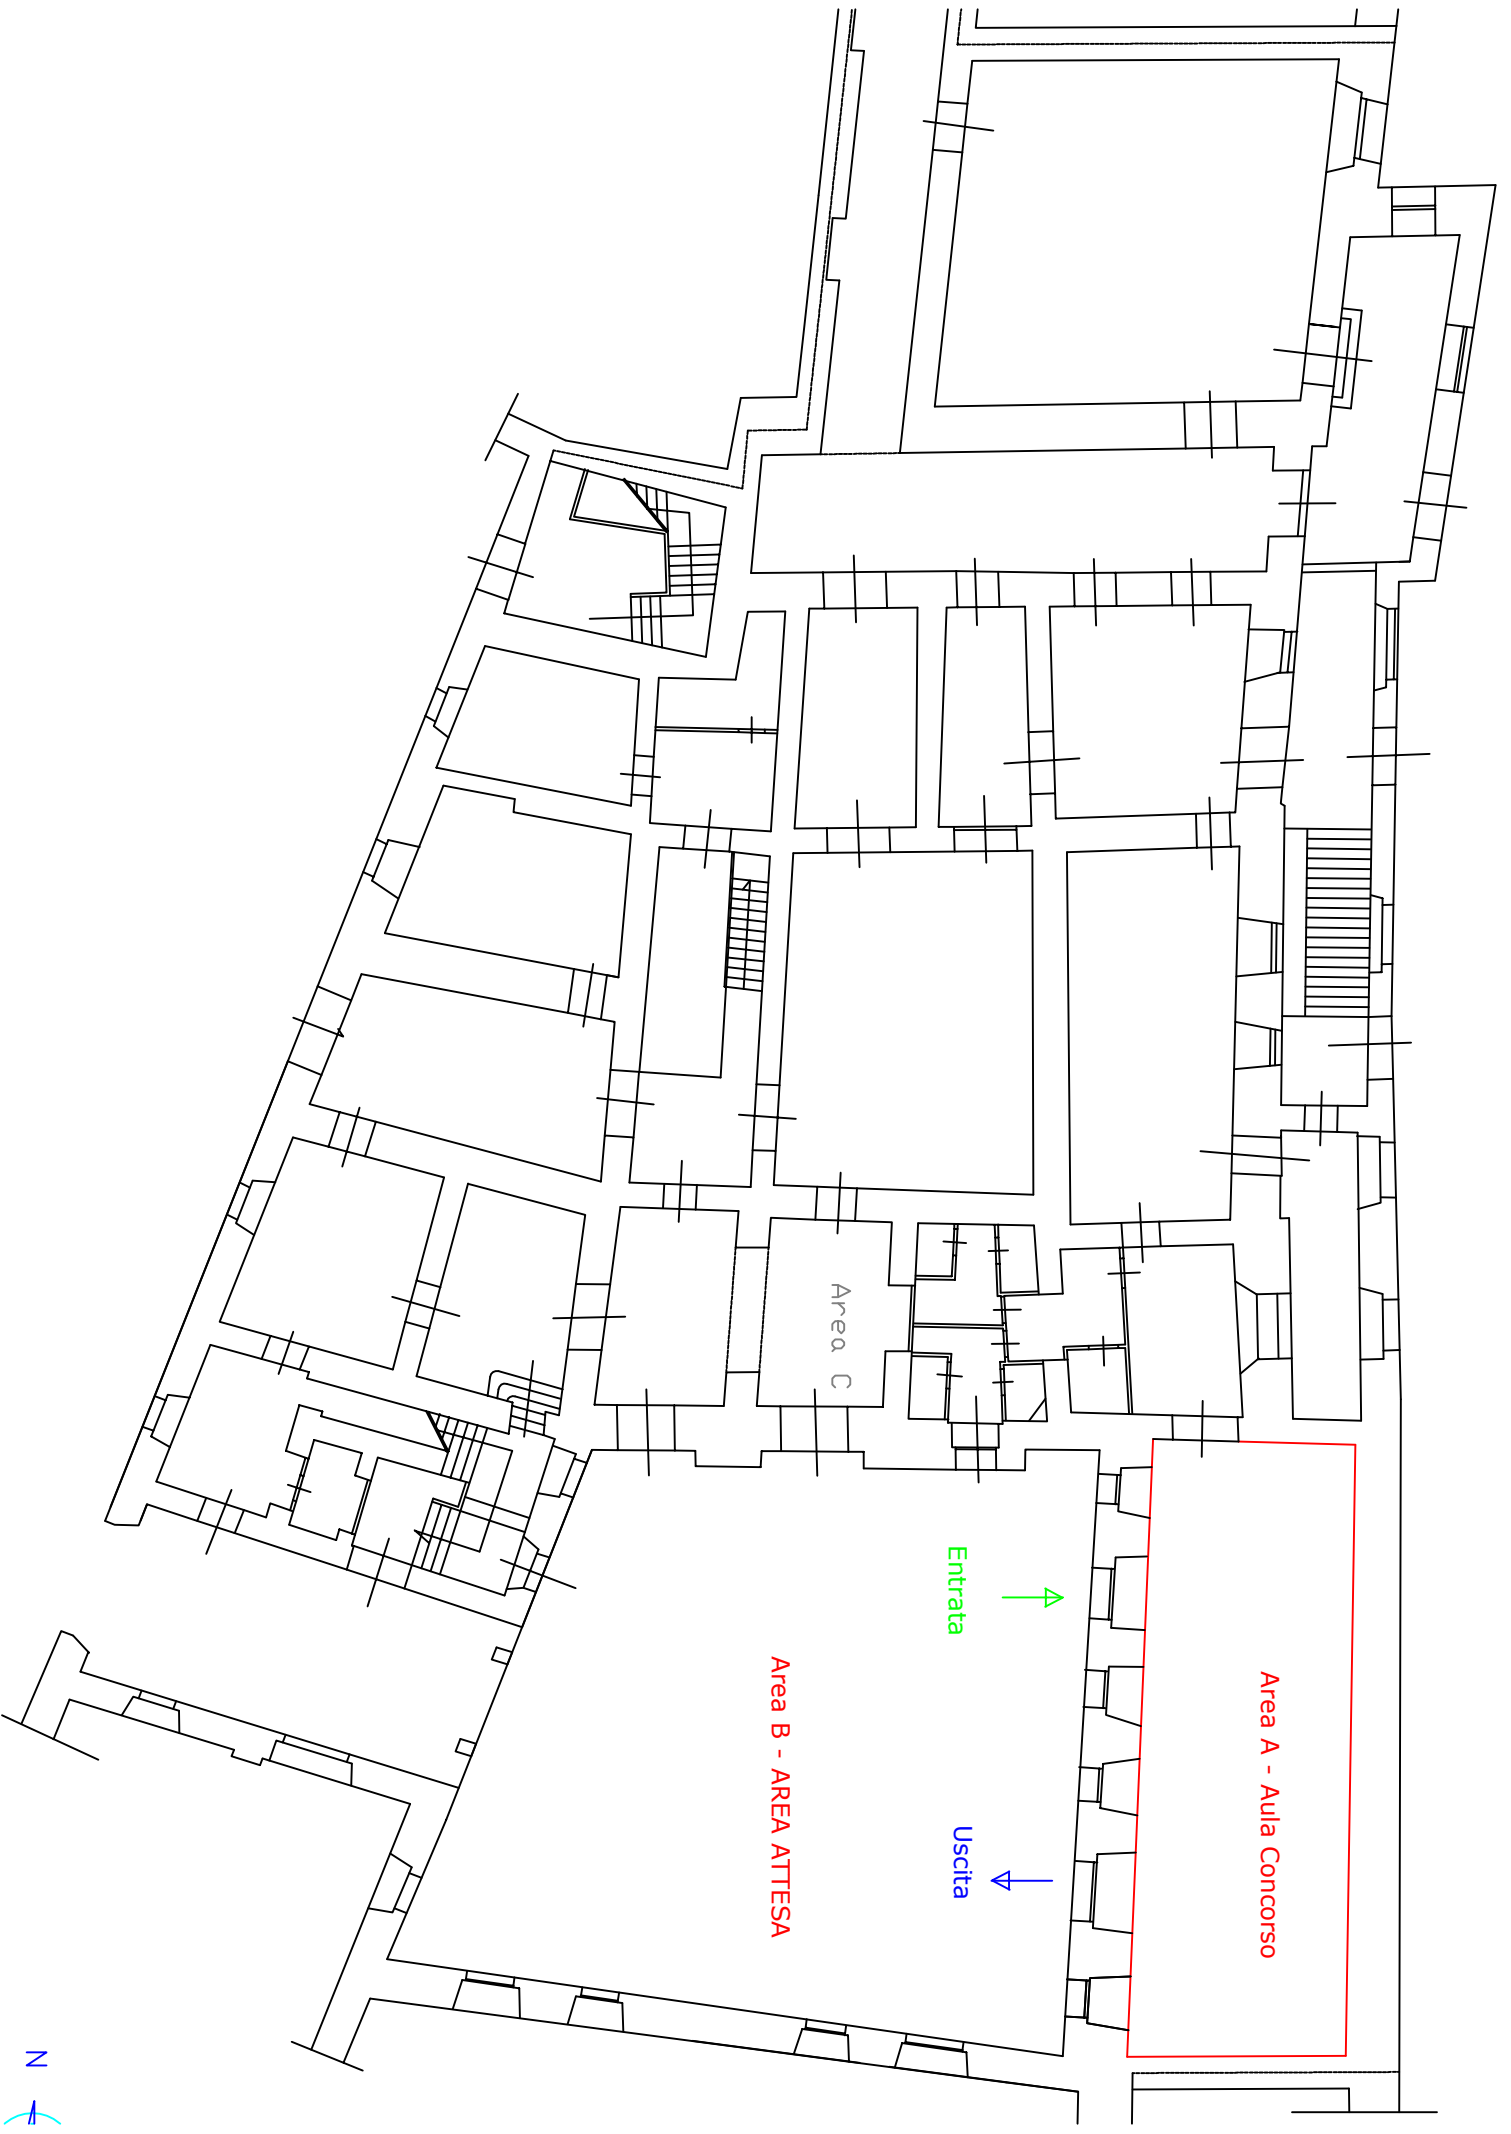 Area C
Entrata
Area A - Aula Concorso
Area B - AREA ATTESA
Uscita
N